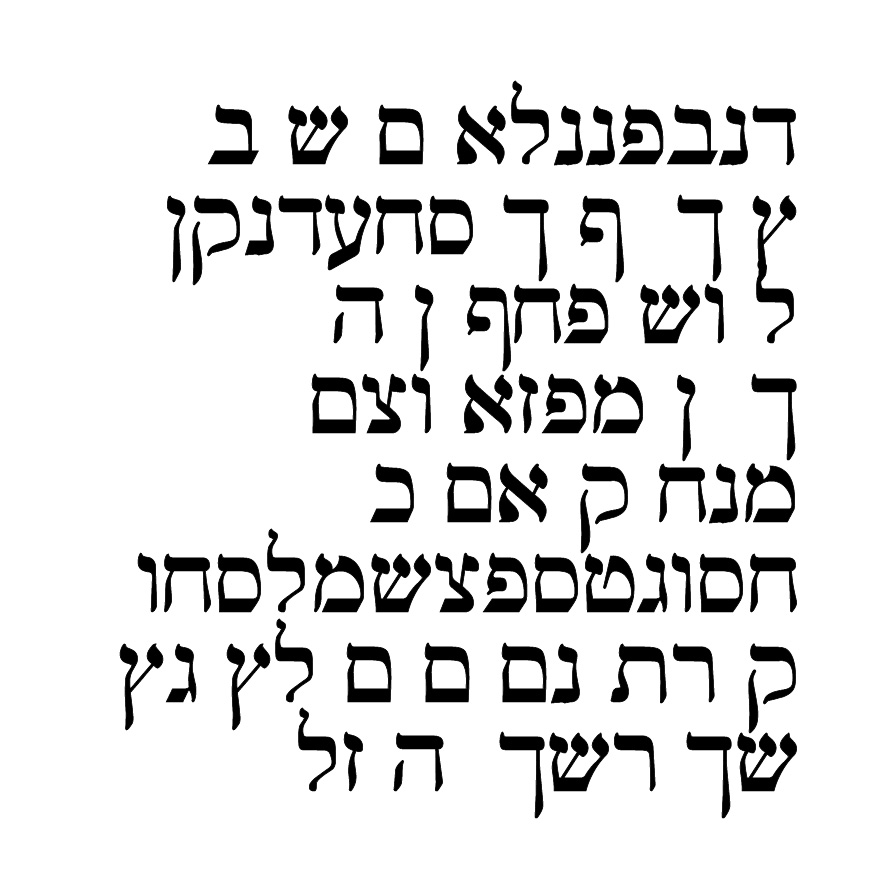 דנבפננלא ם ש ב
ץ ך ף ך סחעדנקן
ל וש פחף ן ה
ך ן מפזא וצם
מנח ק אם כ
חסוגטספצשמלסחו
ק רת נם ם ם לץ גץ
שך רשך ה זל